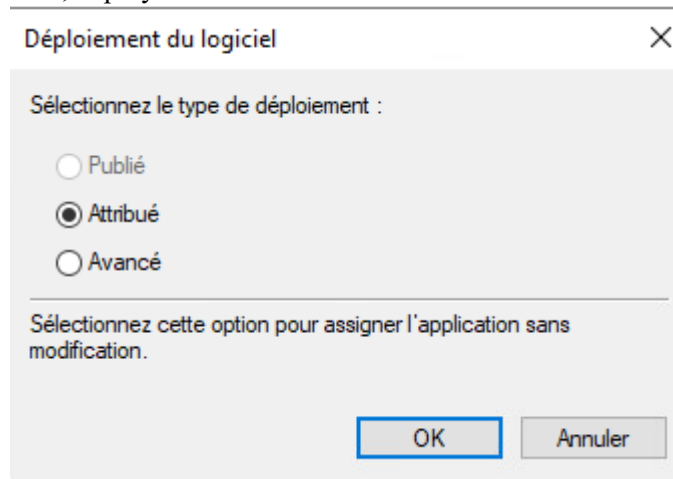 Déploiement du logiciel
Sélectionnez le type de déploiement :
Publié
Attribué
Avancé
Sélectionnez cette option pour assigner l'application sans
modification.
OK
Annuler